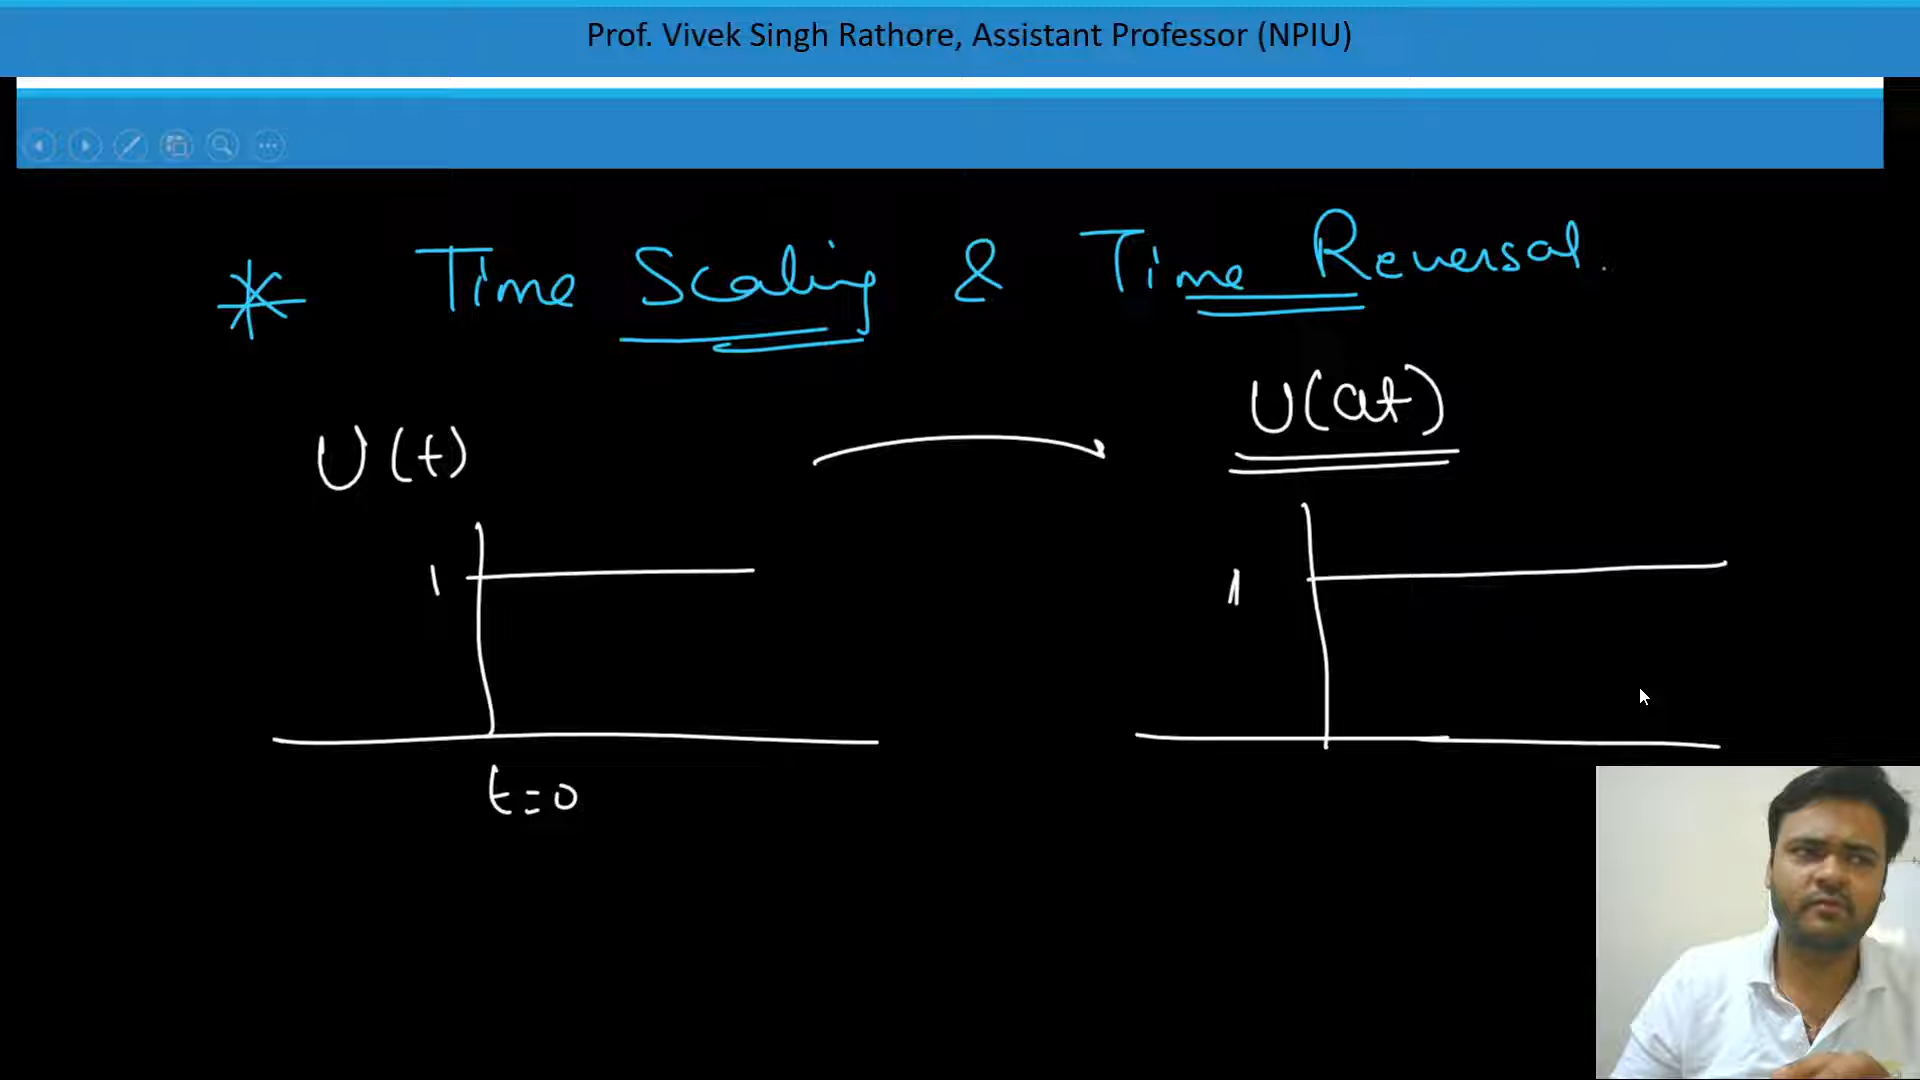 Prof. Vivek Singh Rathore, Assistant Professor (NPIU)
* Time Scaling & Time Reversal.
U(t)
U(at)
1
1
t=0